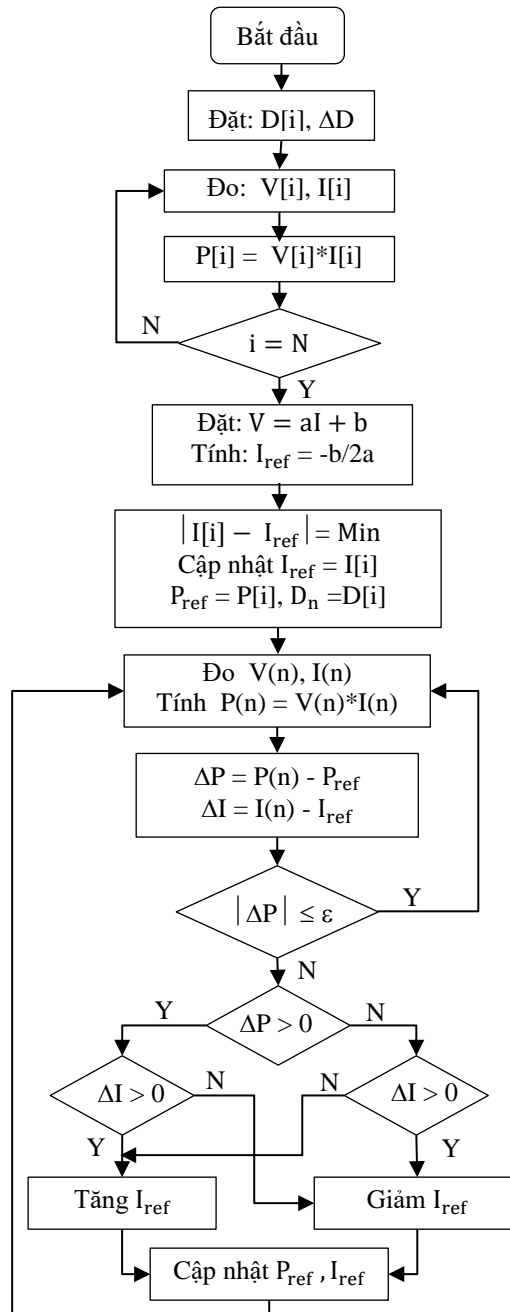 Bắt đầu
Đặt: D[i], ΔD
Đo: V[i], I[i]
P[i] = V[i]*I[i]
N
i = N
Y
Đặt: V = aI + b
Tính: I_ref = -b/2a
|I[i] − I_ref| = Min
Cập nhật I_ref = I[i]
P_ref = P[i], D_n =D[i]
Đo V(n), I(n)
Tính P(n) = V(n)*I(n)
ΔP = P(n) - P_ref
ΔI = I(n) - I_ref
|ΔP| ≤ ε
Y
N
Y
ΔP > 0
N
ΔI > 0
N
N
ΔI > 0
Y
Y
Tăng I_ref
Giảm I_ref
Cập nhật P_ref , I_ref